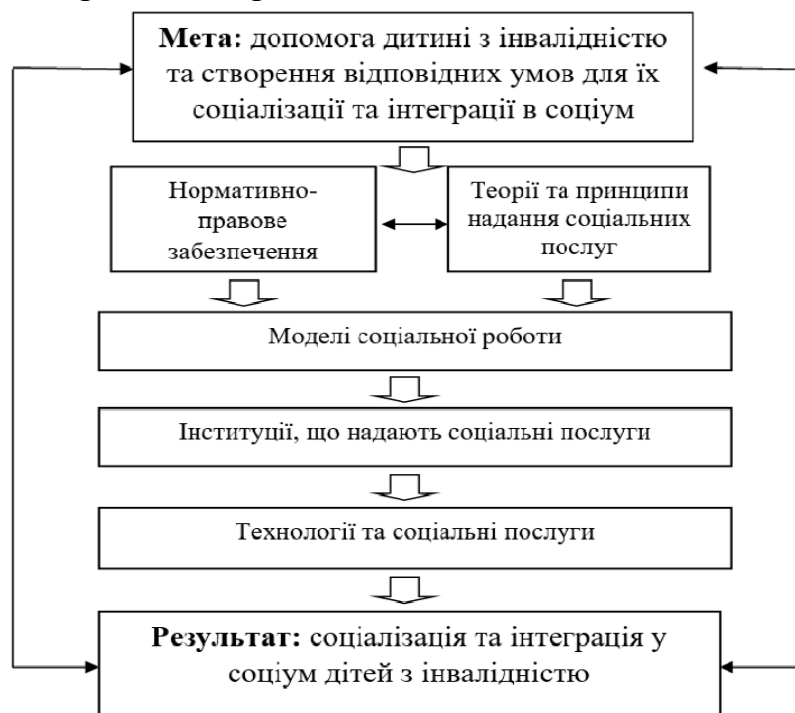 Мета: допомога дитині з інвалідністю
та створення відповідних умов для їх
соціалізації та інтеграції в соціум
Нормативно-
правове
забезпечення
Теорії та принципи
надання соціальних
послуг
Моделі соціальної роботи
Інституції, що надають соціальні послуги
Технології та соціальні послуги
Результат: соціалізація та інтеграція у
соціум дітей з інвалідністю